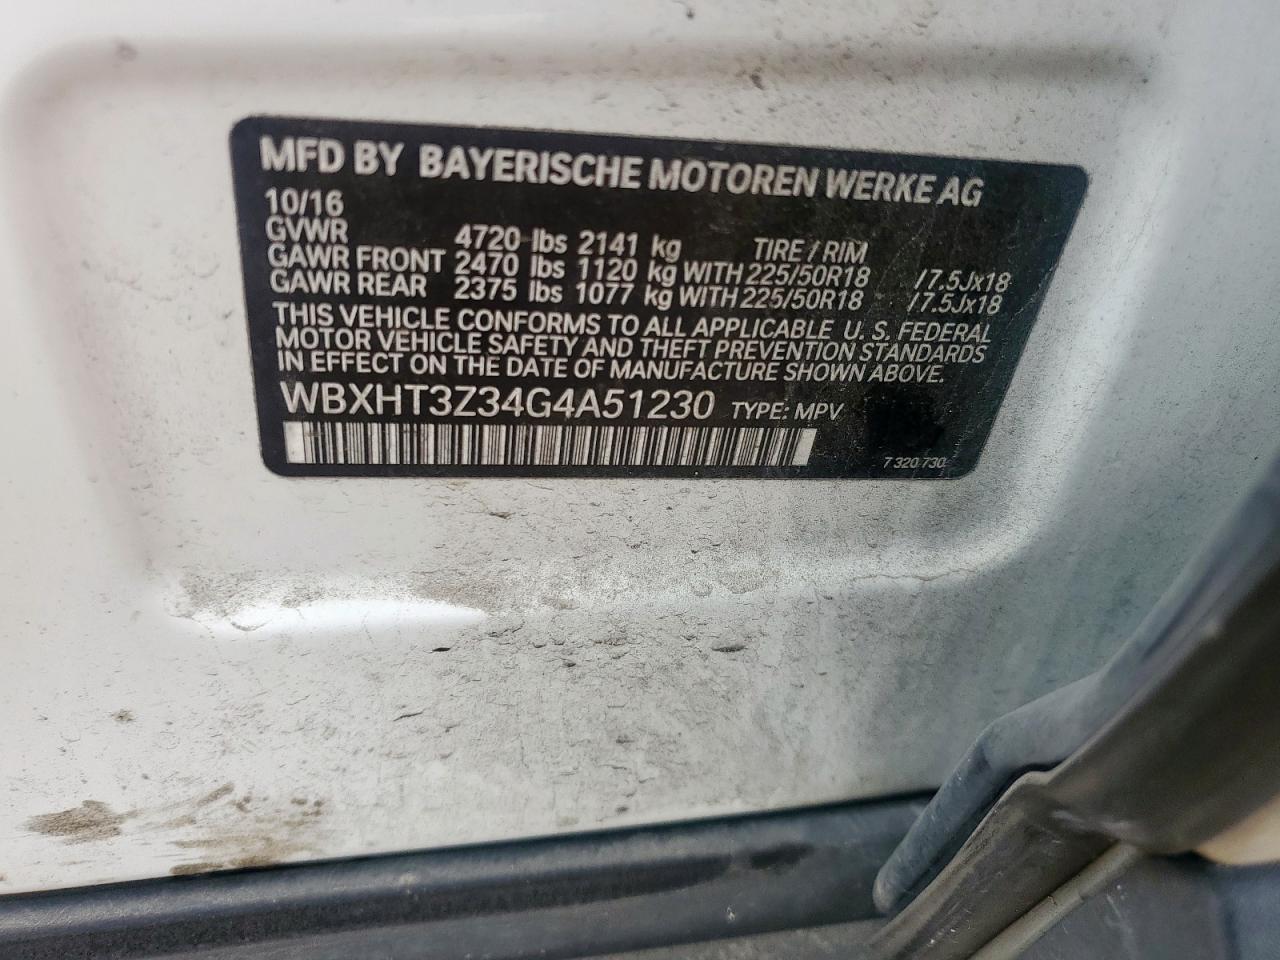 MFD BY BAYERISCHE MOTOREN WERKE AG
10/16
GVWR 4720 lbs 2141 kg TIRE / RIM
GAWR FRONT 2470 lbs 1120 kg WITH 225/50R18 /7.5Jx18
GAWR REAR 2375 lbs 1077 kg WITH 225/50R18 /7.5Jx18
THIS VEHICLE CONFORMS TO ALL APPLICABLE U. S. FEDERAL
MOTOR VEHICLE SAFETY AND THEFT PREVENTION STANDARDS
IN EFFECT ON THE DATE OF MANUFACTURE SHOWN ABOVE.
WBXHT3Z34G4A51230 TYPE: MPV
7 320 730